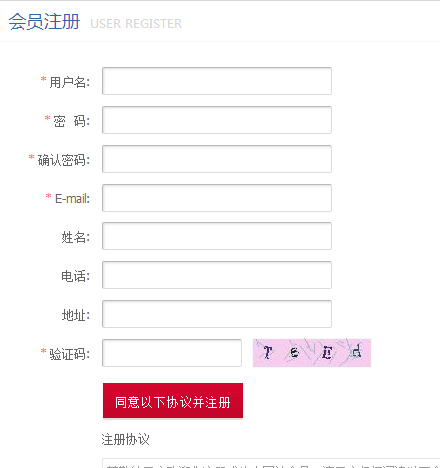 会员注册 USER REGISTER
* 用户名:
* 密 码:
* 确认密码:
* E-mail:
姓名:
电话:
地址:
* 验证码:
同意以下协议并注册
注册协议